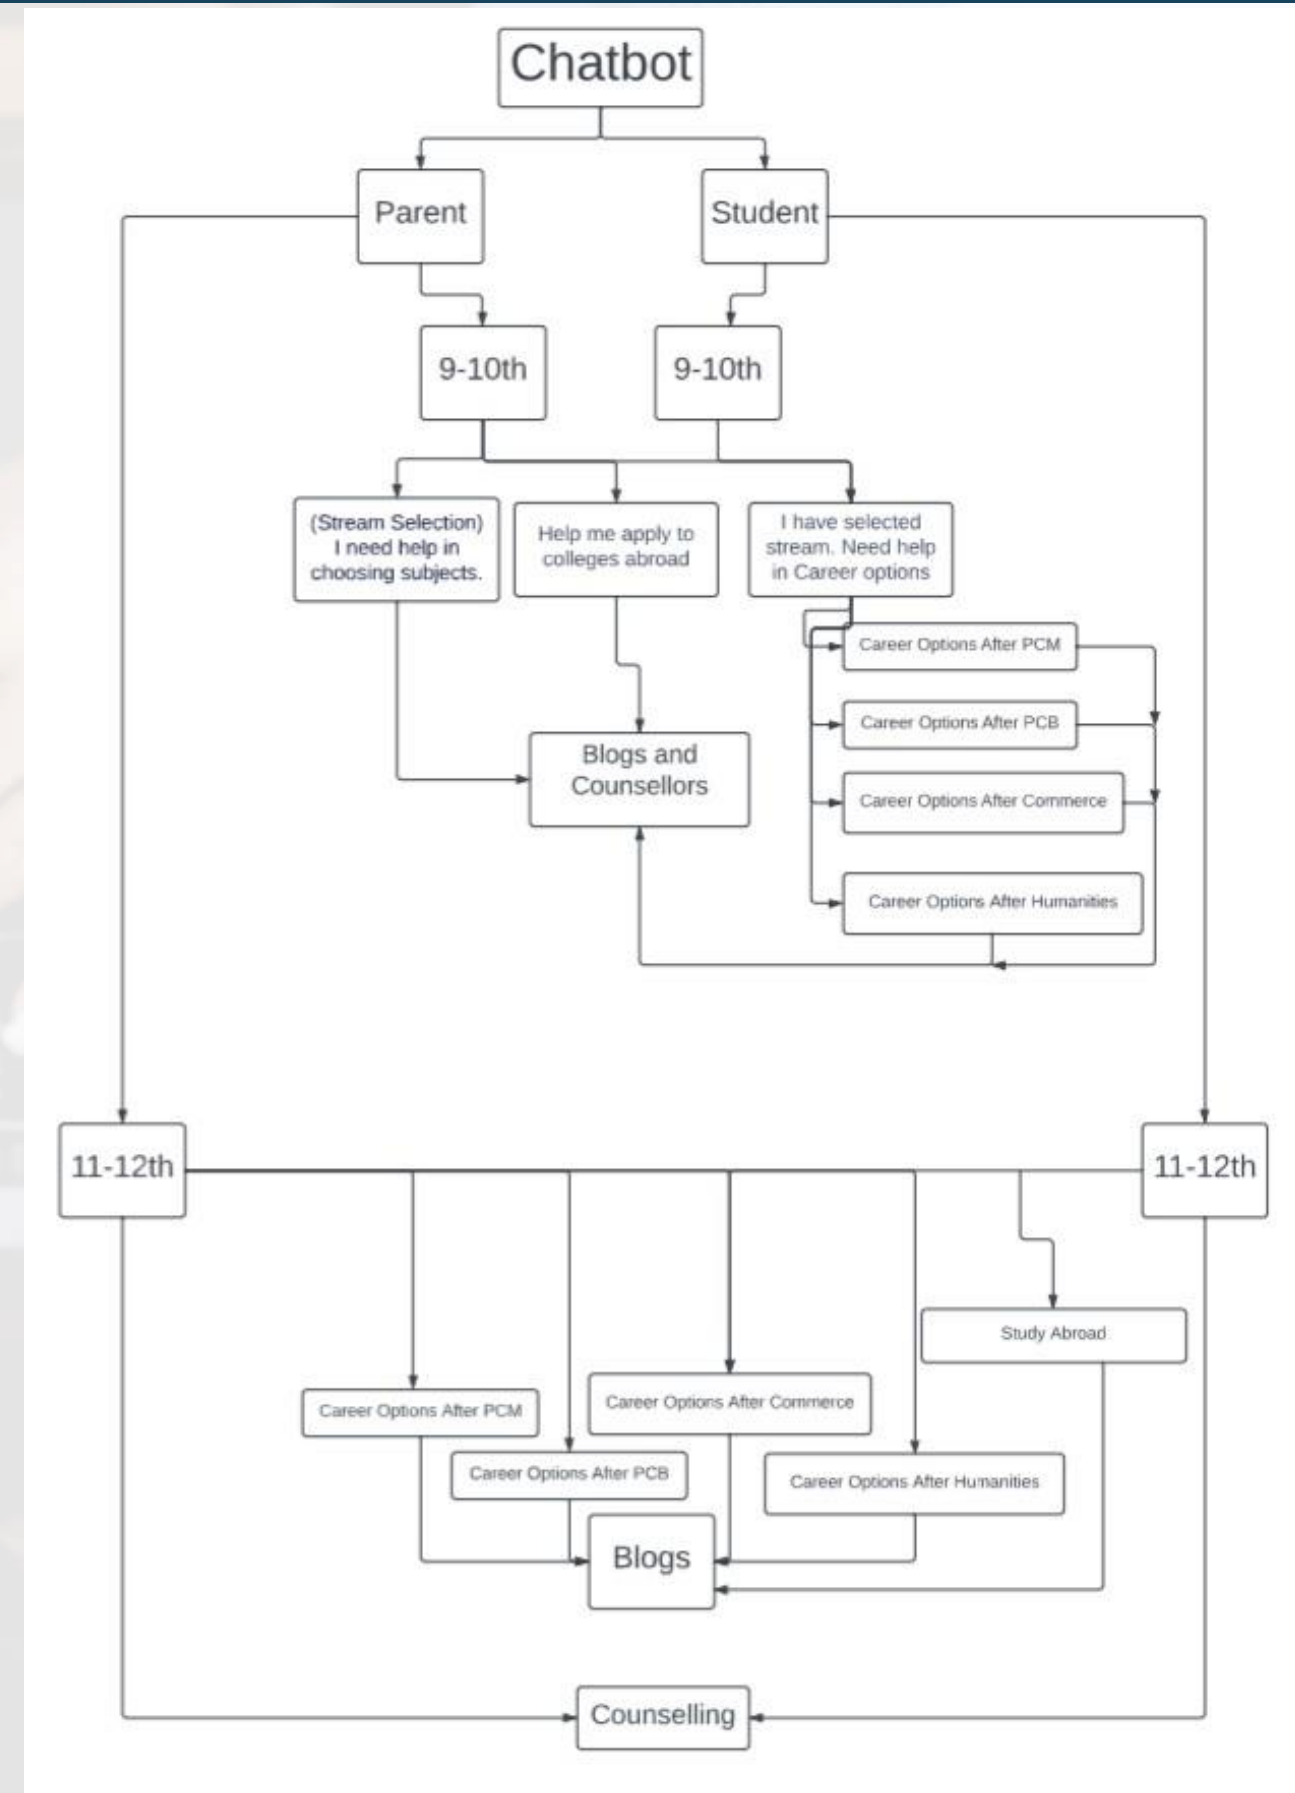 Chatbot
Parent
Student
9-10th
9-10th
(Stream Selection)
I need help in
choosing subjects.
Help me apply to
colleges abroad
I have selected
stream. Need help
in Career options
Career Options After PCM
Career Options After PCB
Blogs and
Counsellors
Career Options After Commerce
Career Options After Humanities
11-12th
11-12th
Study Abroad
Career Options After PCM
Career Options After Commerce
Career Options After PCB
Career Options After Humanities
Blogs
Counselling